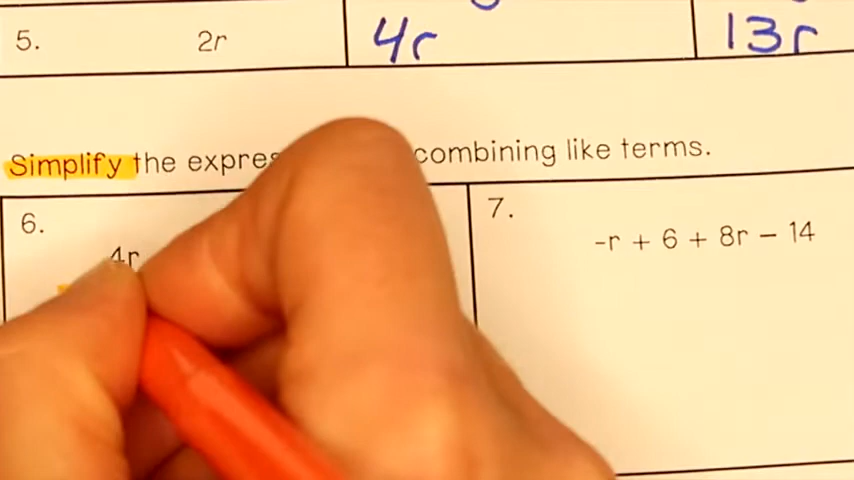 5. 2r 4r 13r
Simplify the expres combining like terms.
6. 7.
4r -r + 6 + 8r − 14